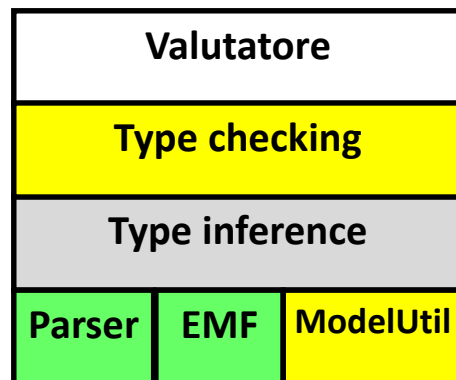 Valutatore
Type checking
Type inference
Parser EMF ModelUtil